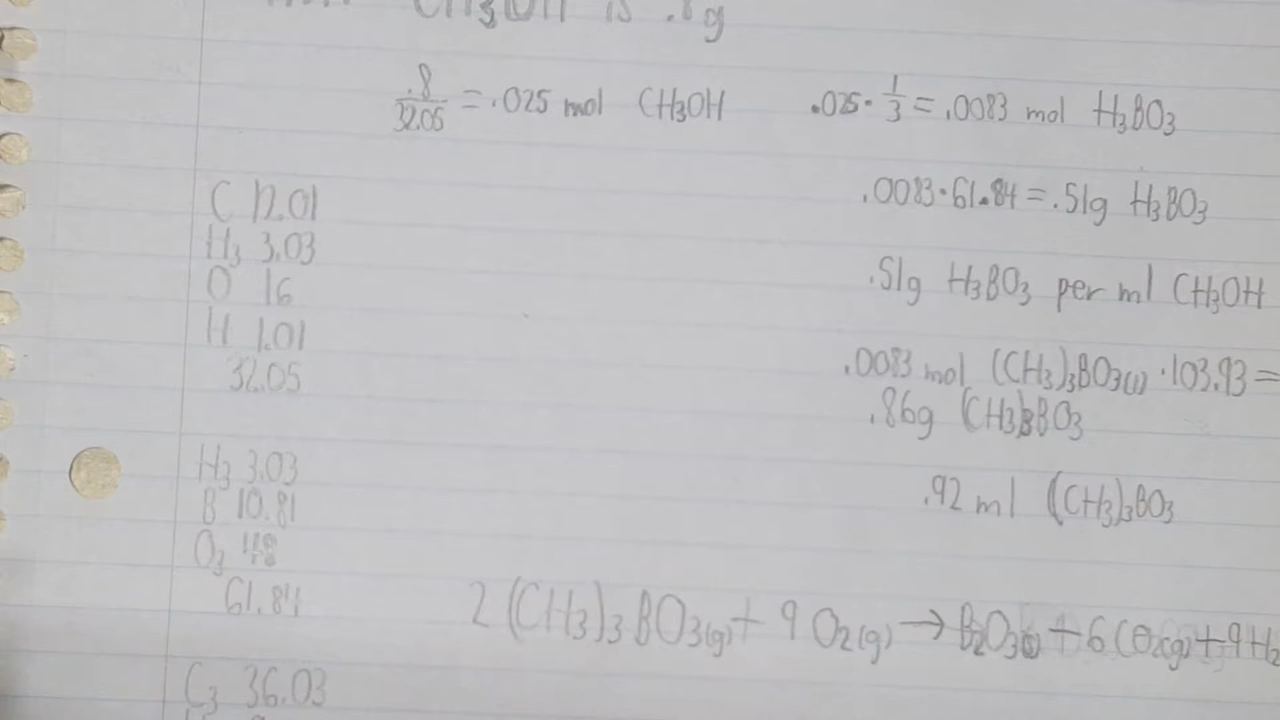 CH3OH is .8g
.8/32.05 = .025 mol CH3OH
.025 · 1/3 = .0083 mol H3BO3
.0083 · 61.84 = .51g H3BO3
.51g H3BO3 per ml CH3OH
.0083 mol (CH3)3BO3(l) · 103.93 =
.86g (CH3)3BO3
.92 ml (CH3)3BO3
C 12.01
H3 3.03
O 16
H 1.01
32.05
H3 3.03
B 10.81
O3 48
61.84
2 (CH3)3BO3(g) + 9 O2(g) → B2O3(s) + 6 CO2(g) + 9 H2
C3 36.03